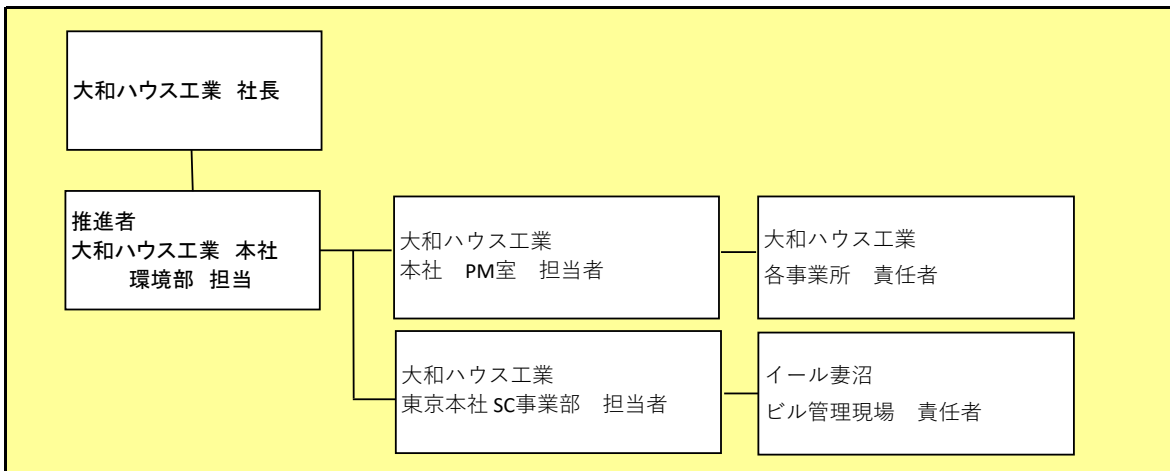 大和ハウス工業 社長
推進者
大和ハウス工業 本社
環境部 担当
大和ハウス工業
本社 PM室 担当者
大和ハウス工業
各事業所 責任者
大和ハウス工業
東京本社 SC事業部 担当者
イール妻沼
ビル管理現場 責任者